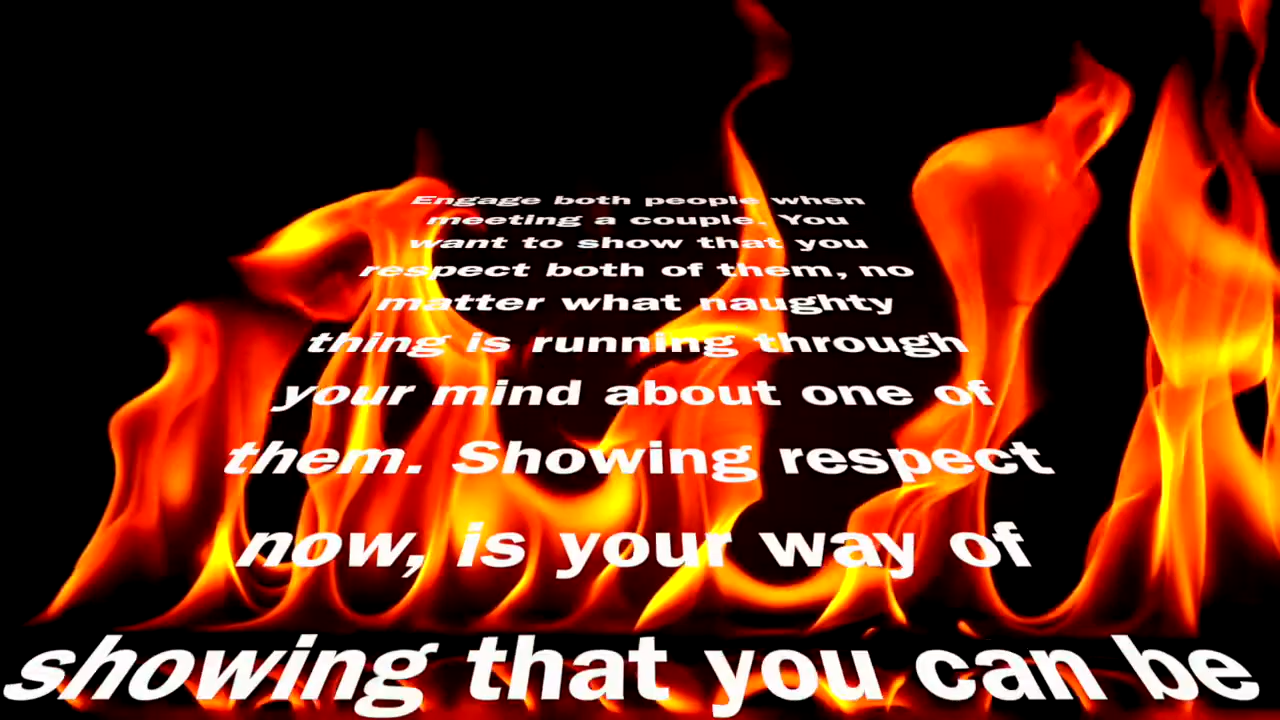 Engage both people when
meeting a couple. You
want to show that you
respect both of them, no
matter what naughty
thing is running through
your mind about one of
them. Showing respect
now, is your way of
showing that you can be